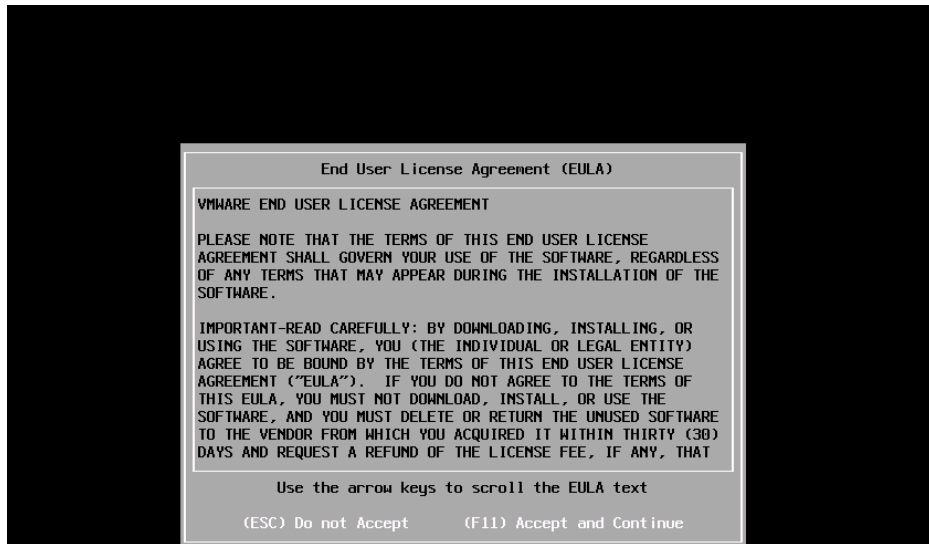 End User License Agreement (EULA)
VMWARE END USER LICENSE AGREEMENT
PLEASE NOTE THAT THE TERMS OF THIS END USER LICENSE
AGREEMENT SHALL GOVERN YOUR USE OF THE SOFTWARE, REGARDLESS
OF ANY TERMS THAT MAY APPEAR DURING THE INSTALLATION OF THE
SOFTWARE.
IMPORTANT-READ CAREFULLY: BY DOWNLOADING, INSTALLING, OR
USING THE SOFTWARE, YOU (THE INDIVIDUAL OR LEGAL ENTITY)
AGREE TO BE BOUND BY THE TERMS OF THIS END USER LICENSE
AGREEMENT ("EULA").  IF YOU DO NOT AGREE TO THE TERMS OF
THIS EULA, YOU MUST NOT DOWNLOAD, INSTALL, OR USE THE
SOFTWARE, AND YOU MUST DELETE OR RETURN THE UNUSED SOFTWARE
TO THE VENDOR FROM WHICH YOU ACQUIRED IT WITHIN THIRTY (30)
DAYS AND REQUEST A REFUND OF THE LICENSE FEE, IF ANY, THAT
Use the arrow keys to scroll the EULA text
(ESC) Do not Accept (F11) Accept and Continue